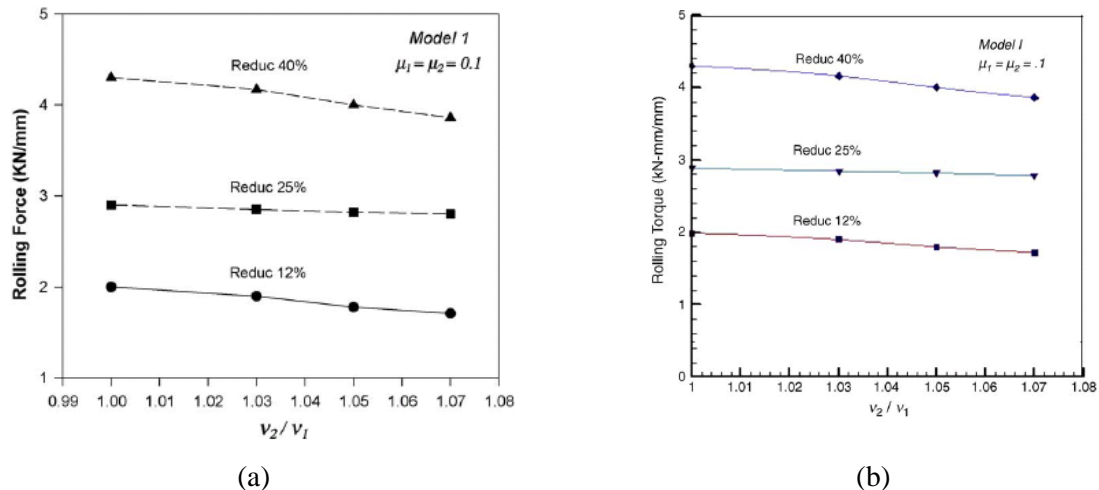 5
4
3
2
1
Rolling Force (KN/mm)
Model 1
μ1 = μ2 = 0.1
Reduc 40%
Reduc 25%
Reduc 12%
0.99 1.00 1.01 1.02 1.03 1.04 1.05 1.06 1.07 1.08
v2 / v1
(a)
5
4
3
2
1
0
Rolling Torque (kN-mm/mm)
Model I
μ1 = μ2 = .1
Reduc 40%
Reduc 25%
Reduc 12%
1 1.01 1.02 1.03 1.04 1.05 1.06 1.07 1.08
v2 / v1
(b)